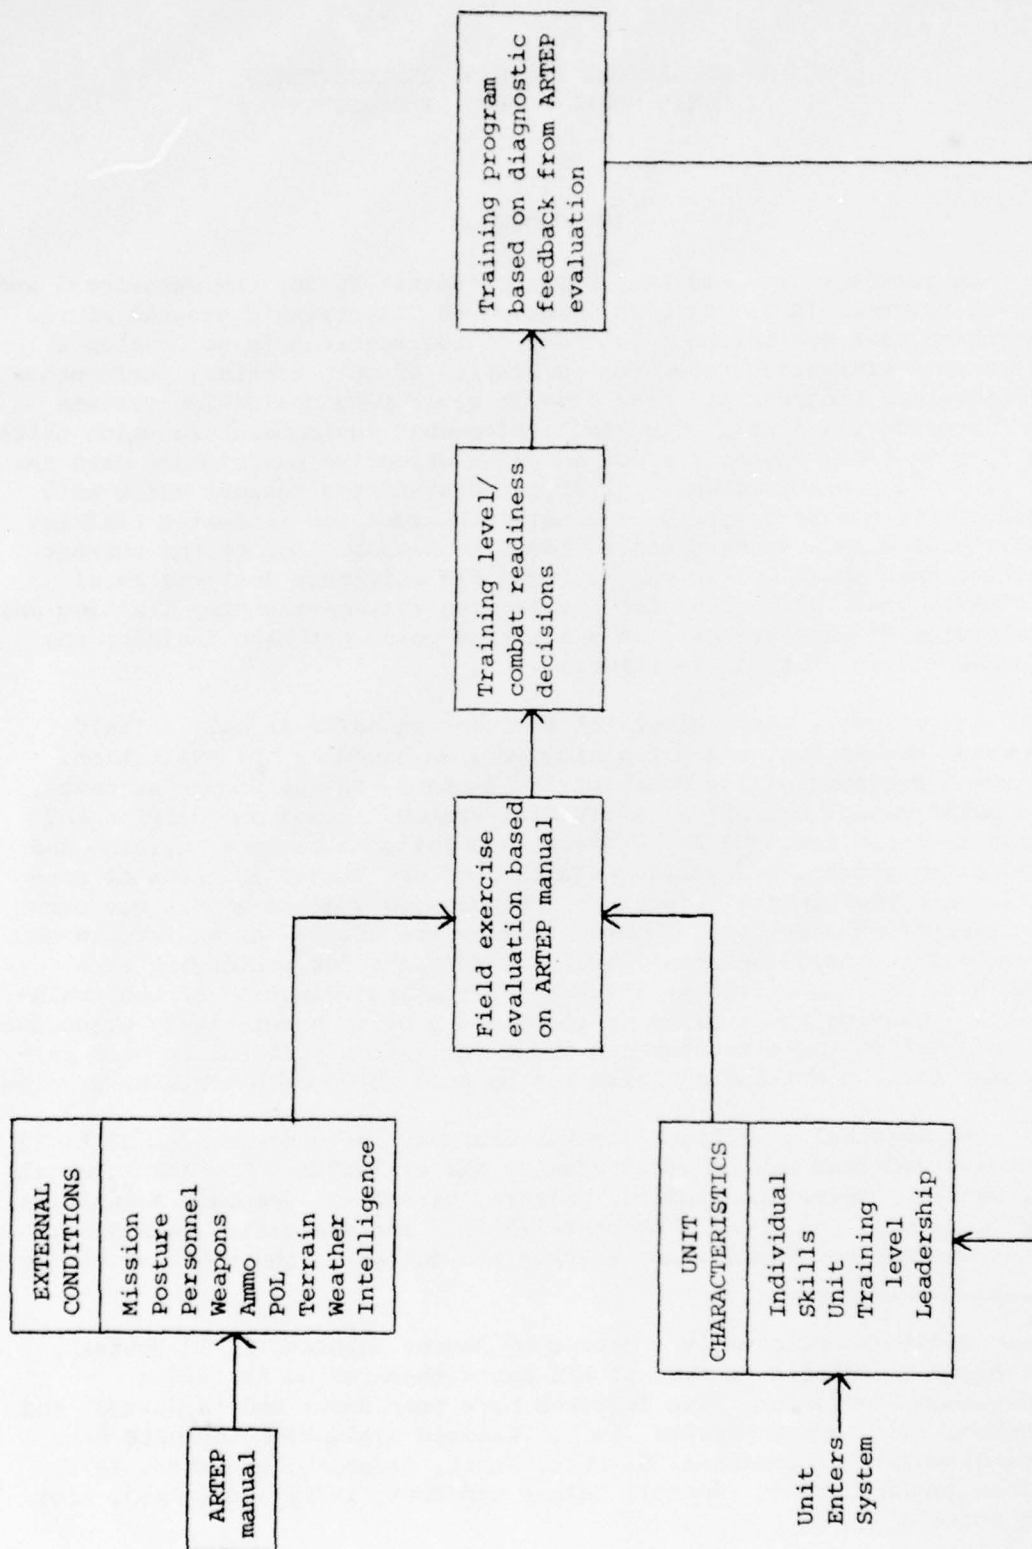 ARTEP
manual
EXTERNAL
CONDITIONS
Mission
Posture
Personnel
Weapons
Ammo
POL
Terrain
Weather
Intelligence
Unit
Enters
System
UNIT
CHARACTERISTICS
Individual
Skills
Unit
Training
level
Leadership
Field exercise
evaluation based
on ARTEP manual
Training level/
combat readiness
decisions
Training program
based on diagnostic
feedback from ARTEP
evaluation